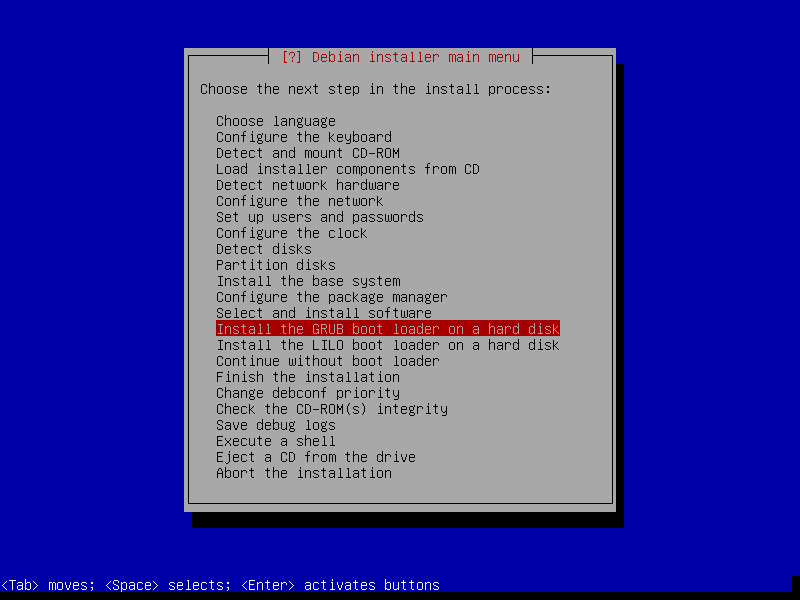 [?] Debian installer main menu
Choose the next step in the install process:
Choose language
Configure the keyboard
Detect and mount CD-ROM
Load installer components from CD
Detect network hardware
Configure the network
Set up users and passwords
Configure the clock
Detect disks
Partition disks
Install the base system
Configure the package manager
Select and install software
Install the GRUB boot loader on a hard disk
Install the LILO boot loader on a hard disk
Continue without boot loader
Finish the installation
Change debconf priority
Check the CD-ROM(s) integrity
Save debug logs
Execute a shell
Eject a CD from the drive
Abort the installation
<Tab> moves; <Space> selects; <Enter> activates buttons